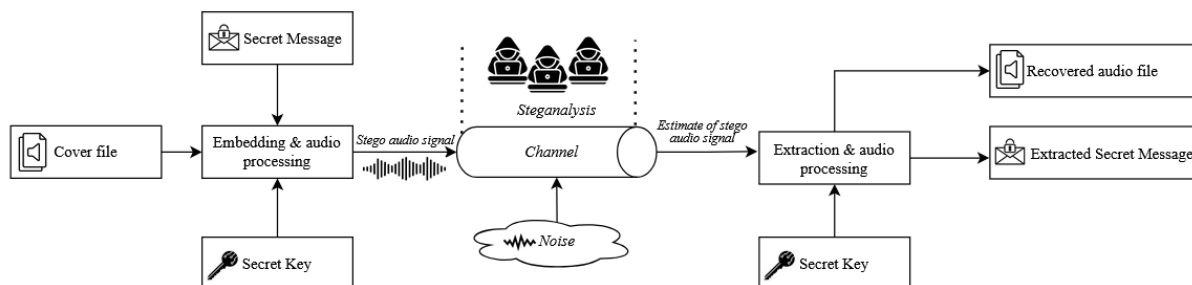 Secret Message
Cover file
Embedding & audio
processing
Secret Key
Stego audio signal
Steganalysis
Channel
Noise
Estimate of stego
audio signal
Extraction & audio
processing
Secret Key
Recovered audio file
Extracted Secret Message